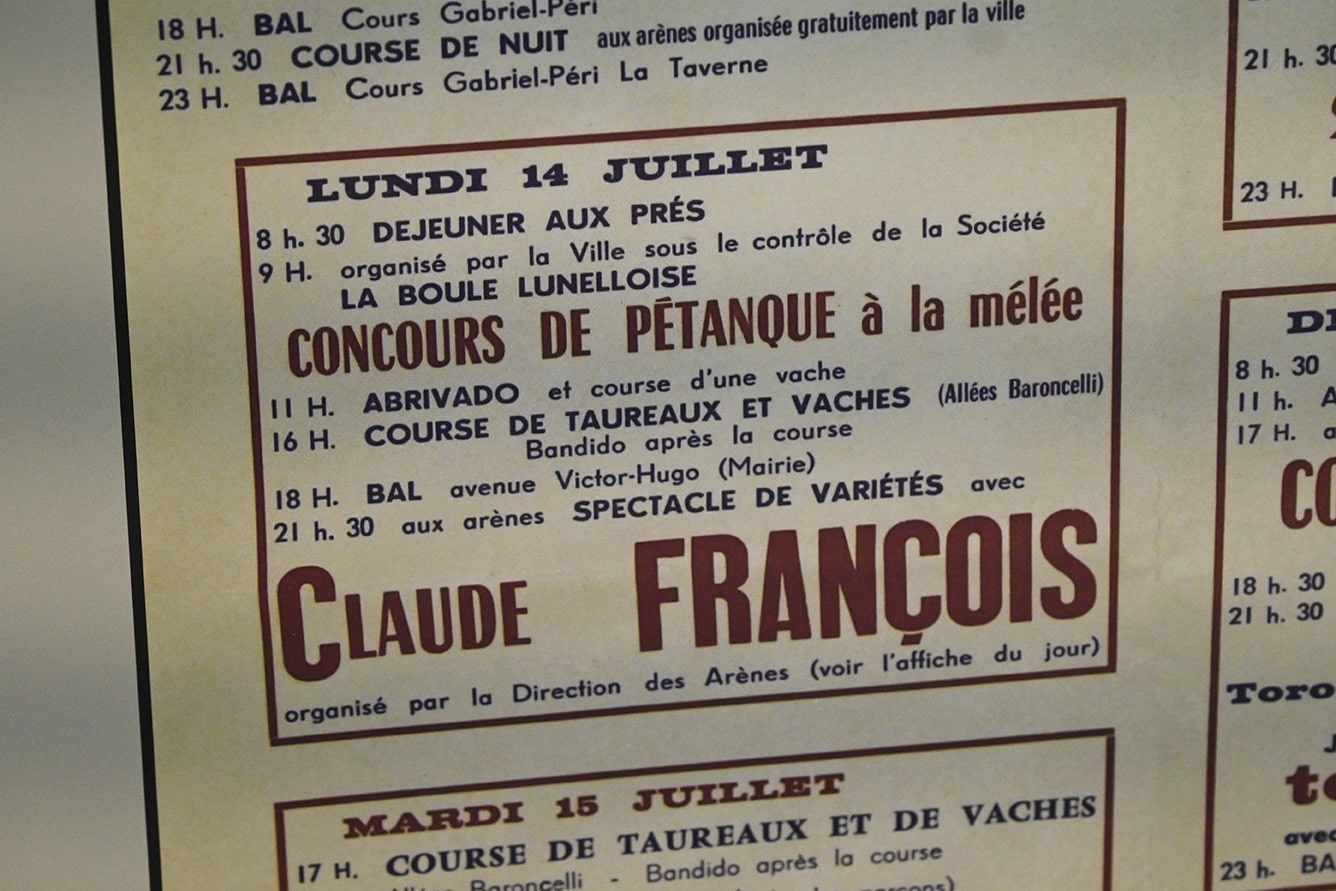 18 H. BAL Cours Gabriel-Péri
21 h. 30 COURSE DE NUIT aux arènes organisée gratuitement par la ville
23 H. BAL Cours Gabriel-Péri La Taverne
LUNDI 14 JUILLET
8 h. 30 DEJEUNER AUX PRÉS
9 H. organisé par la Ville sous le contrôle de la Société
LA BOULE LUNELLOISE
CONCOURS DE PÉTANQUE à la mélée
11 H. ABRIVADO et course d'une vache
16 H. COURSE DE TAUREAUX ET VACHES (Allées Baroncelli)
Bandido après la course
18 H. BAL avenue Victor-Hugo (Mairie)
21 h. 30 aux arènes SPECTACLE DE VARIÉTÉS avec
CLAUDE FRANÇOIS
organisé par la Direction des Arènes (voir l'affiche du jour)
MARDI 15 JUILLET
17 H. COURSE DE TAUREAUX ET DE VACHES
Baroncelli - Bandido après la course
21 h. 30
23 H.
8 h. 30
11 h. A
17 H.
CO
18 h. 30
21 h. 30
Toro
avec
23 h. BA